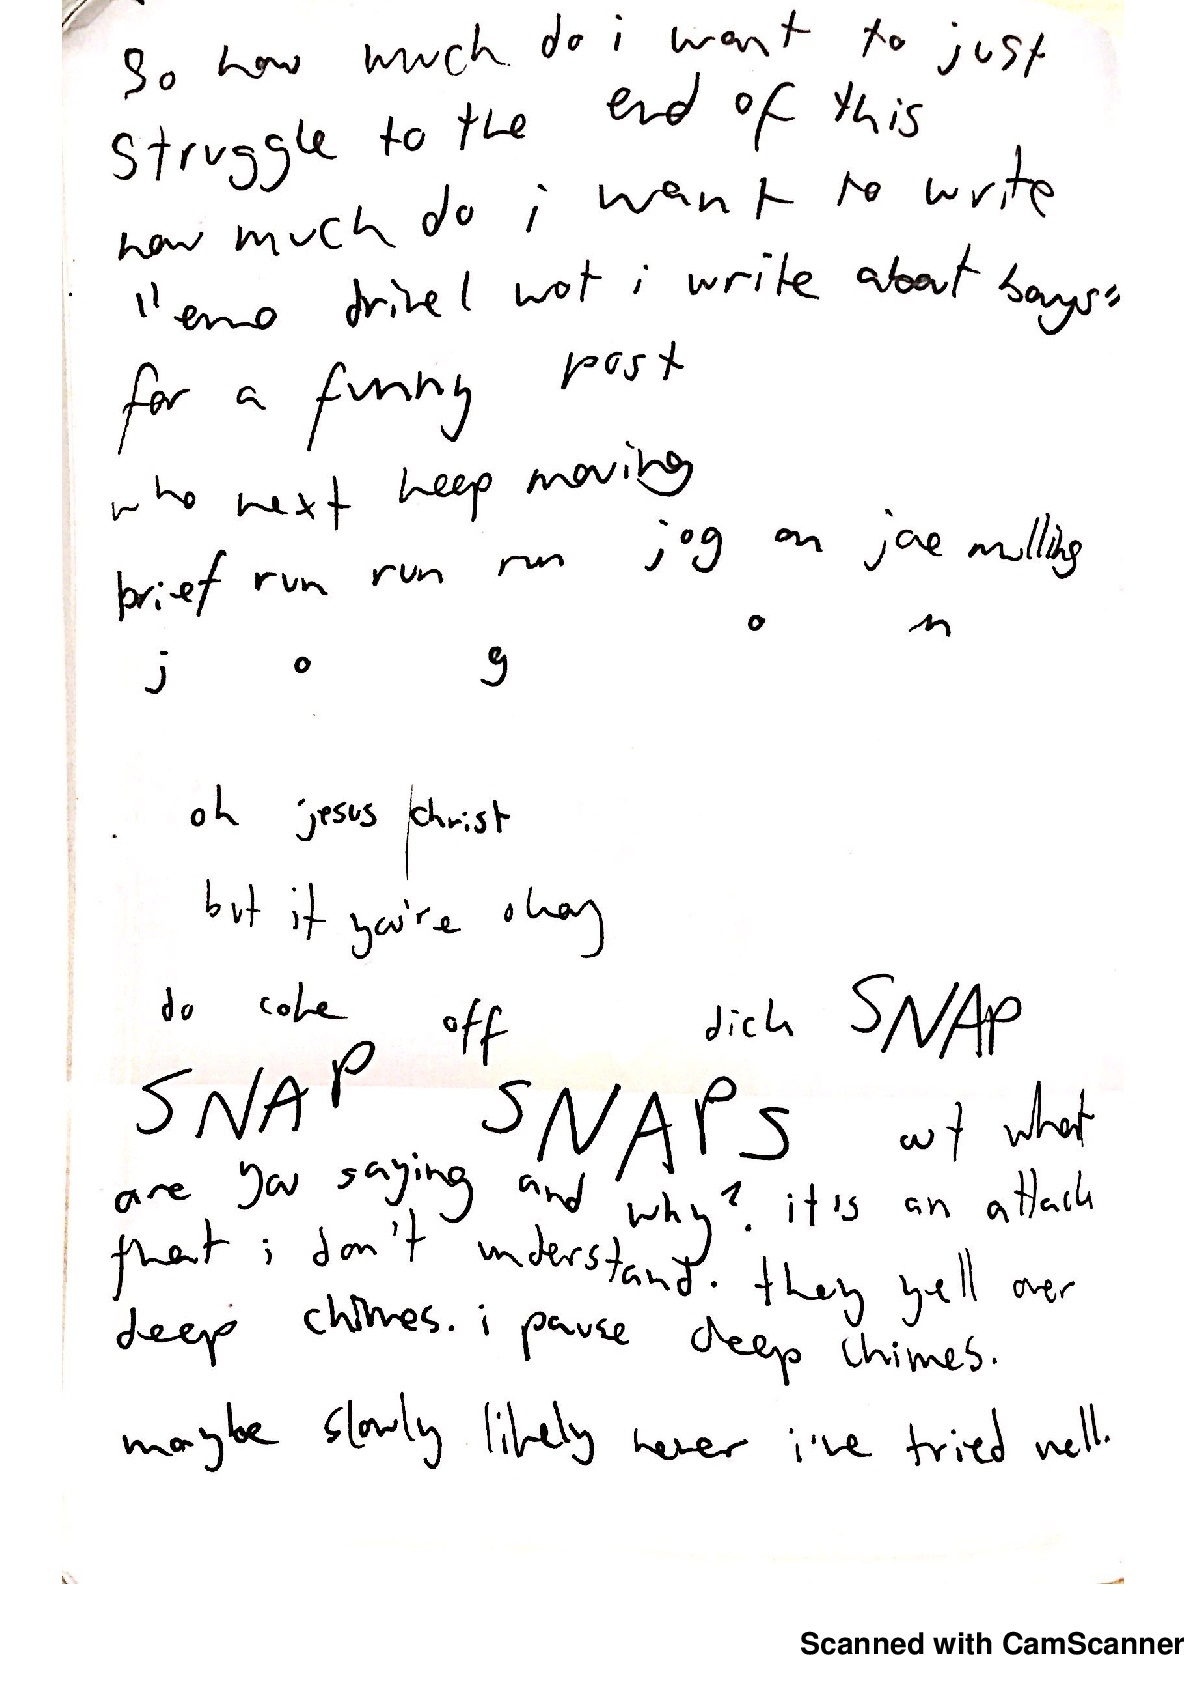 So how much do i want to just
struggle to the end of this
how much do i want to write
"emo drivel wot i write about boys"
for a funny post
who next keep moving
brief run run run jog on jae mulling
j o g o n
oh jesus christ
but if you're okay
do coke off dick SNAP
SNAP SNAPS wt what
are you saying and why? it's an attack
that i don't understand. they yell over
deep chimes. i pause deep chimes.
maybe slowly likely never i've tried well.
Scanned with CamScanner